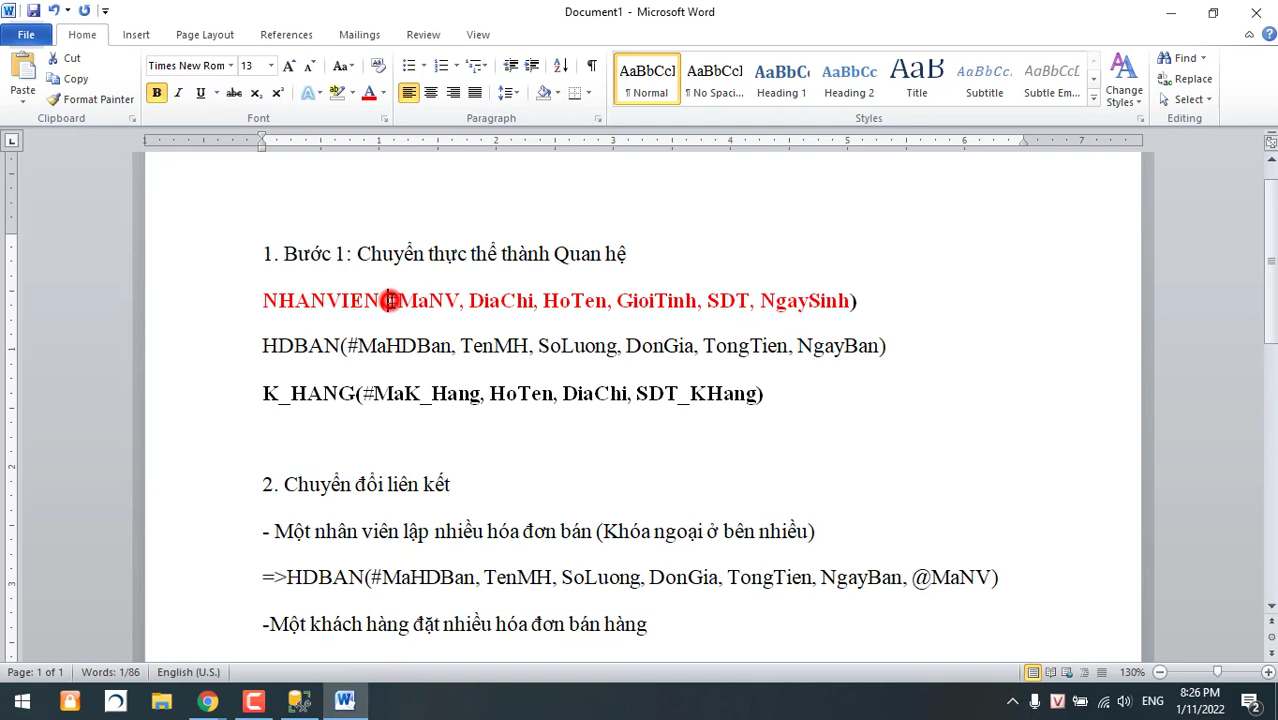 Document1 - Microsoft Word
File Home Insert Page Layout References Mailings Review View
Paste
Cut
Copy
Format Painter
Clipboard
Times New Rom 13
Font
Paragraph
AaBbCcI AaBbCcI AaBbCc AaBbCc AaB AaBbCcI AaBbCcI
¶ Normal ¶ No Spaci... Heading 1 Heading 2 Title Subtitle Subtle Em...
Change Styles
Styles
Find
Replace
Select
Editing
1. Bước 1: Chuyển thực thể thành Quan hệ
NHANVIEN(#MaNV, DiaChi, HoTen, GioiTinh, SDT, NgaySinh)
HDBAN(#MaHDBan, TenMH, SoLuong, DonGia, TongTien, NgayBan)
K_HANG(#MaK_Hang, HoTen, DiaChi, SDT_KHang)
2. Chuyển đổi liên kết
- Một nhân viên lập nhiều hóa đơn bán (Khóa ngoại ở bên nhiều)
=>HDBAN(#MaHDBan, TenMH, SoLuong, DonGia, TongTien, NgayBan, @MaNV)
-Một khách hàng đặt nhiều hóa đơn bán hàng
Page: 1 of 1 Words: 1/86 English (U.S.) 130%
ENG 8:26 PM
1/11/2022